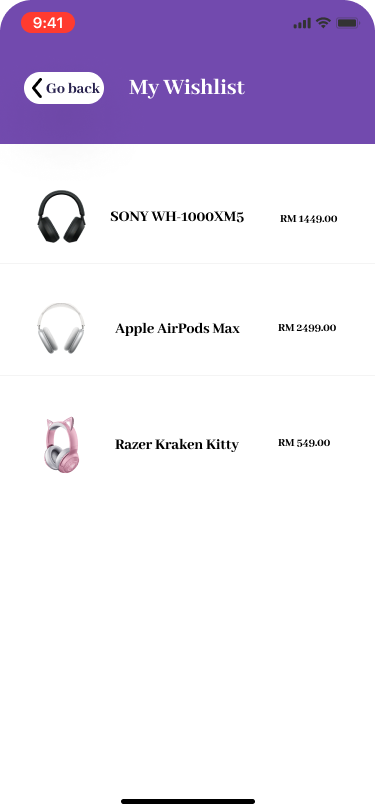 9:41
Go back
My Wishlist
SONY WH-1000XM5
RM 1449.00
Apple AirPods Max
RM 2499.00
Razer Kraken Kitty
RM 549.00